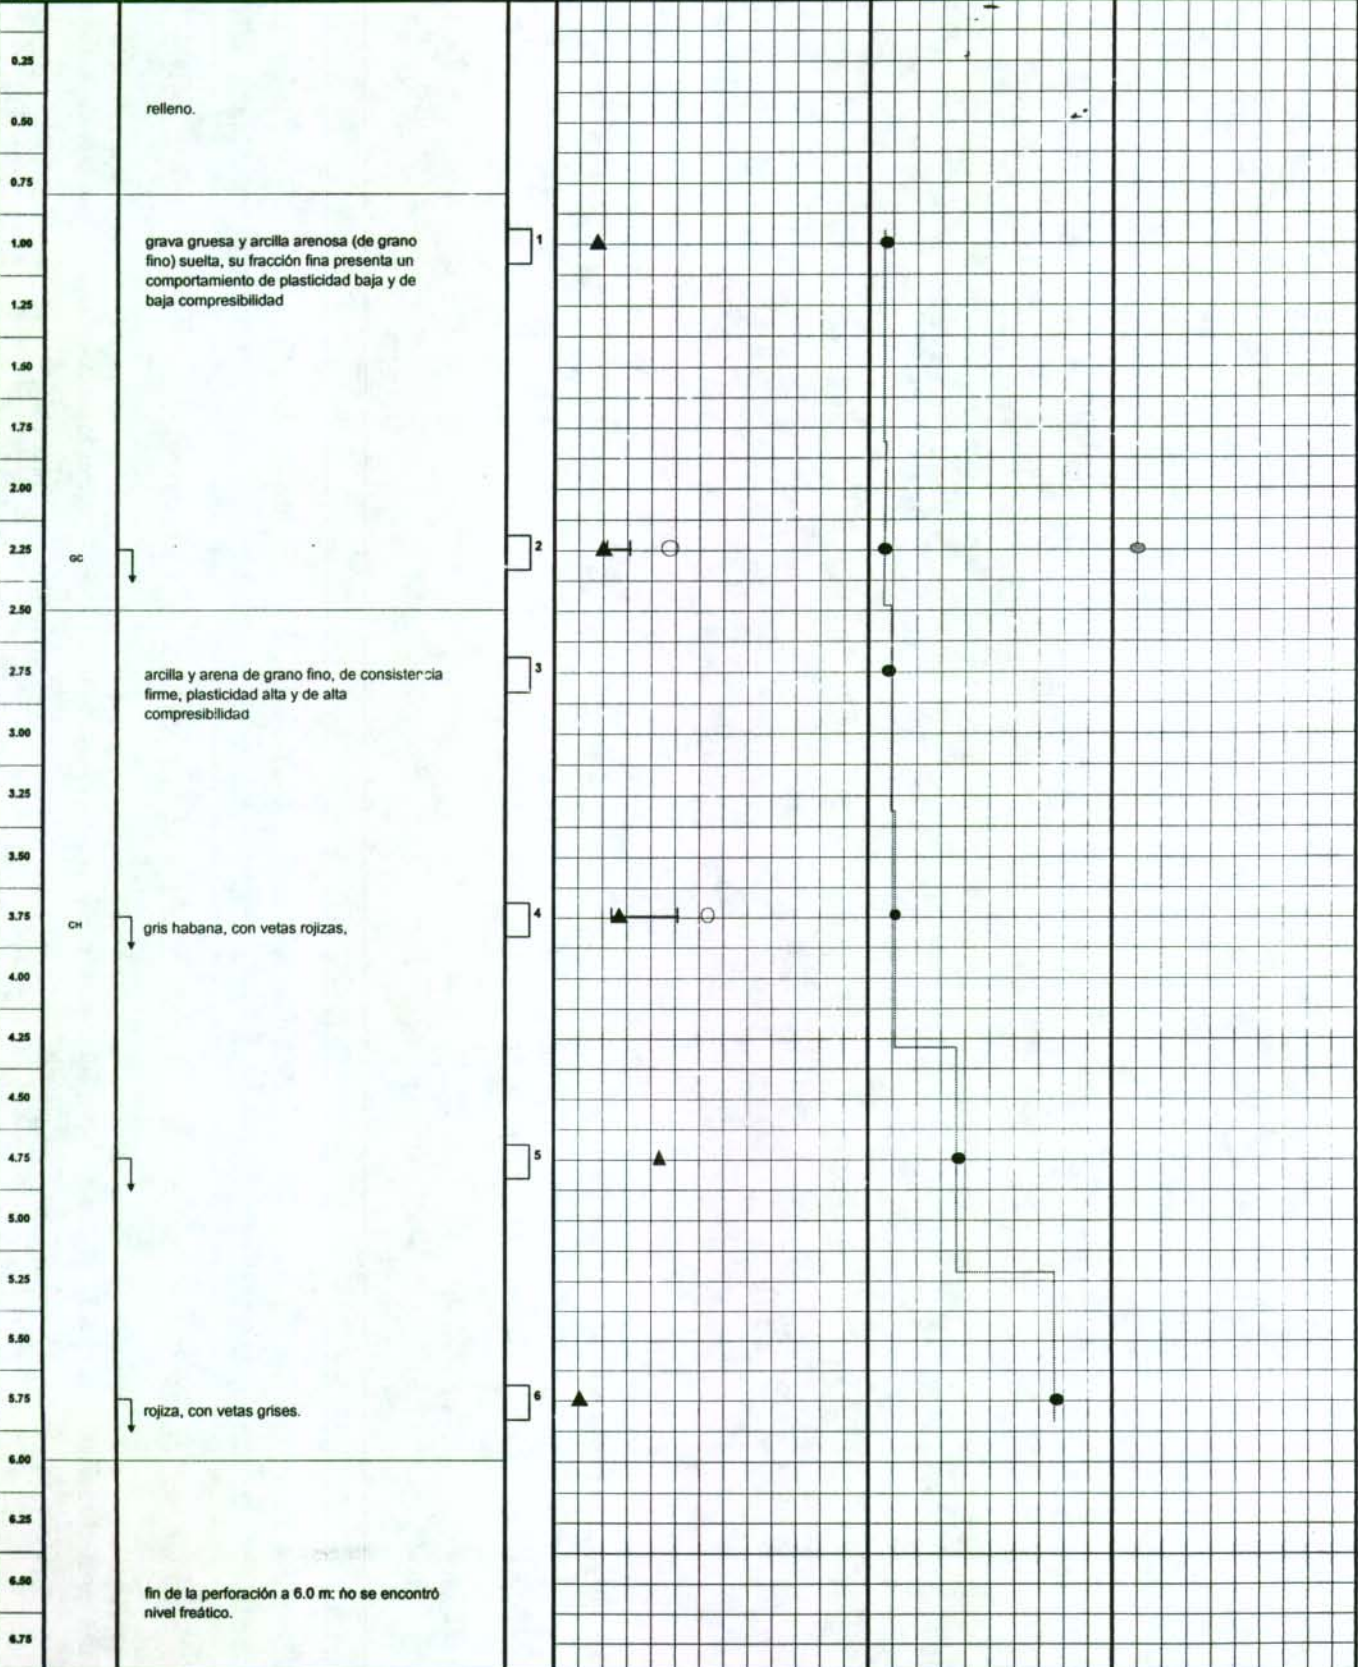 0.25
relleno.
0.50
0.75
1.00
grava gruesa y arcilla arenosa (de grano
fino) suelta, su fracción fina presenta un
comportamiento de plasticidad baja y de
baja compresibilidad
1
1.25
1.50
1.75
2.00
2.25
GC
2
2.50
2.75
arcilla y arena de grano fino, de consistencia
firme, plasticidad alta y de alta
compresibilidad
3
3.00
3.25
3.50
3.75
CH
gris habana, con vetas rojizas,
4
4.00
4.25
4.50
4.75
5
5.00
5.25
5.50
5.75
rojiza, con vetas grises.
6
6.00
6.25
6.50
fin de la perforación a 6.0 m: no se encontró
nivel freático.
6.75